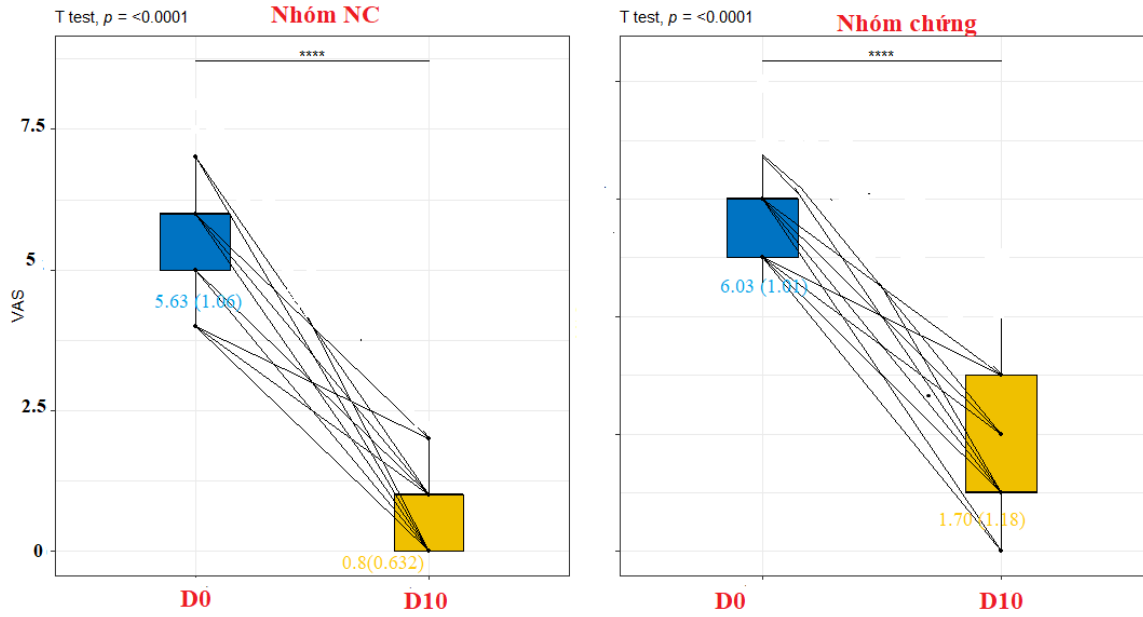 T test, p = <0.0001
Nhóm NC
****
VAS
7.5
5
2.5
0
5.63 (1.06)
0.8(0.632)
D0
D10
T test, p = <0.0001
Nhóm chứng
****
6.03 (1.01)
1.70 (1.18)
D0
D10